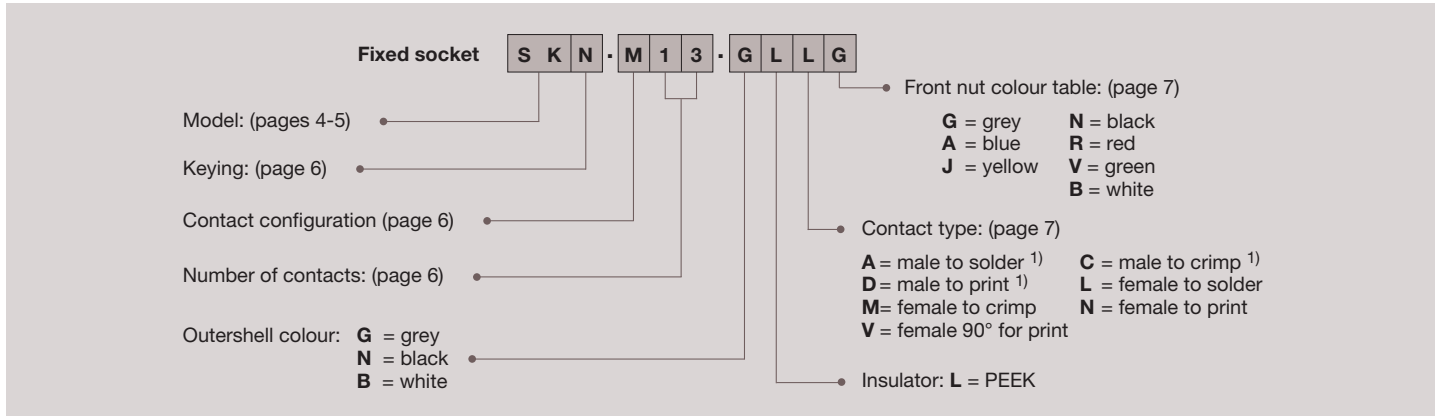 Fixed socket S K N · M 1 3 · G L L G
Model: (pages 4-5)
Keying: (page 6)
Contact configuration (page 6)
Number of contacts: (page 6)
Outershell colour: G = grey
N = black
B = white
Front nut colour table: (page 7)
G = grey N = black
A = blue R = red
J = yellow V = green
B = white
Contact type: (page 7)
A = male to solder 1) C = male to crimp 1)
D = male to print 1) L = female to solder
M= female to crimp N = female to print
V = female 90° for print
Insulator: L = PEEK